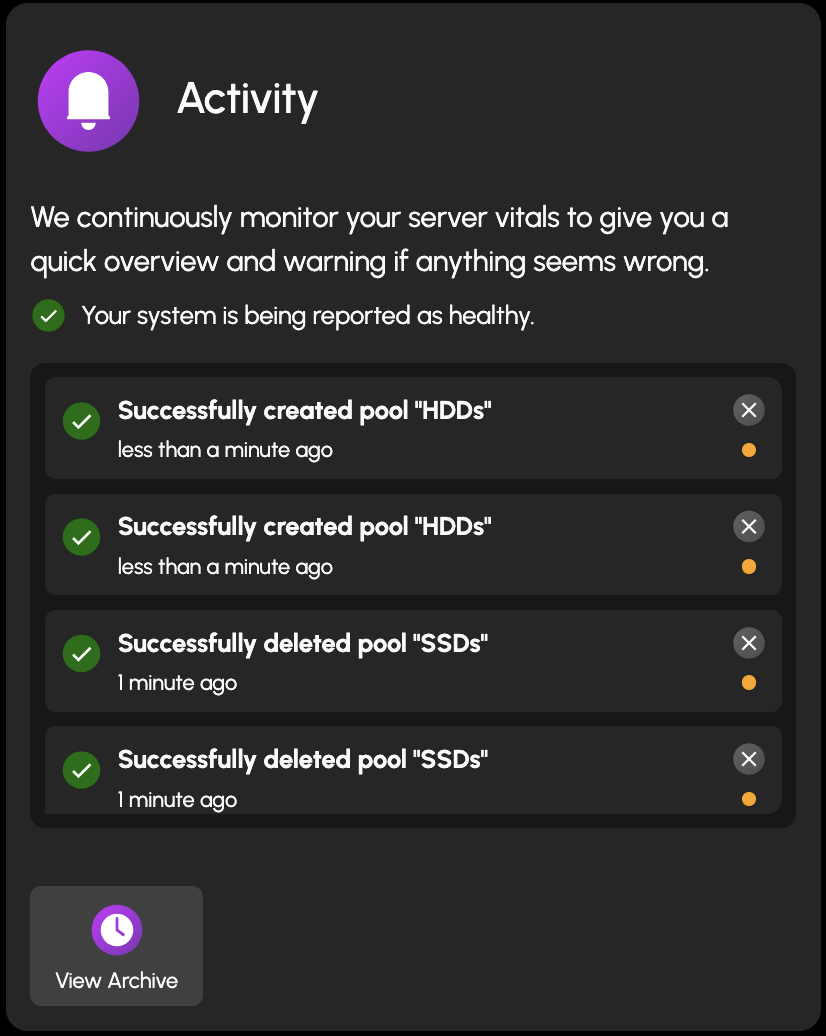 Activity
We continuously monitor your server vitals to give you a
quick overview and warning if anything seems wrong.
Your system is being reported as healthy.
Successfully created pool "HDDs"
less than a minute ago
Successfully created pool "HDDs"
less than a minute ago
Successfully deleted pool "SSDs"
1 minute ago
Successfully deleted pool "SSDs"
1 minute ago
View Archive